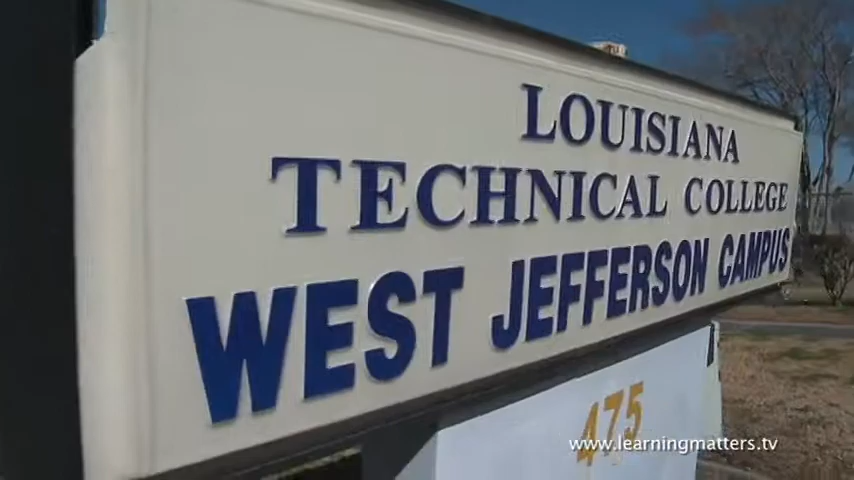 LOUISIANA
TECHNICAL COLLEGE
WEST JEFFERSON CAMPUS
475
www.learningmatters.tv